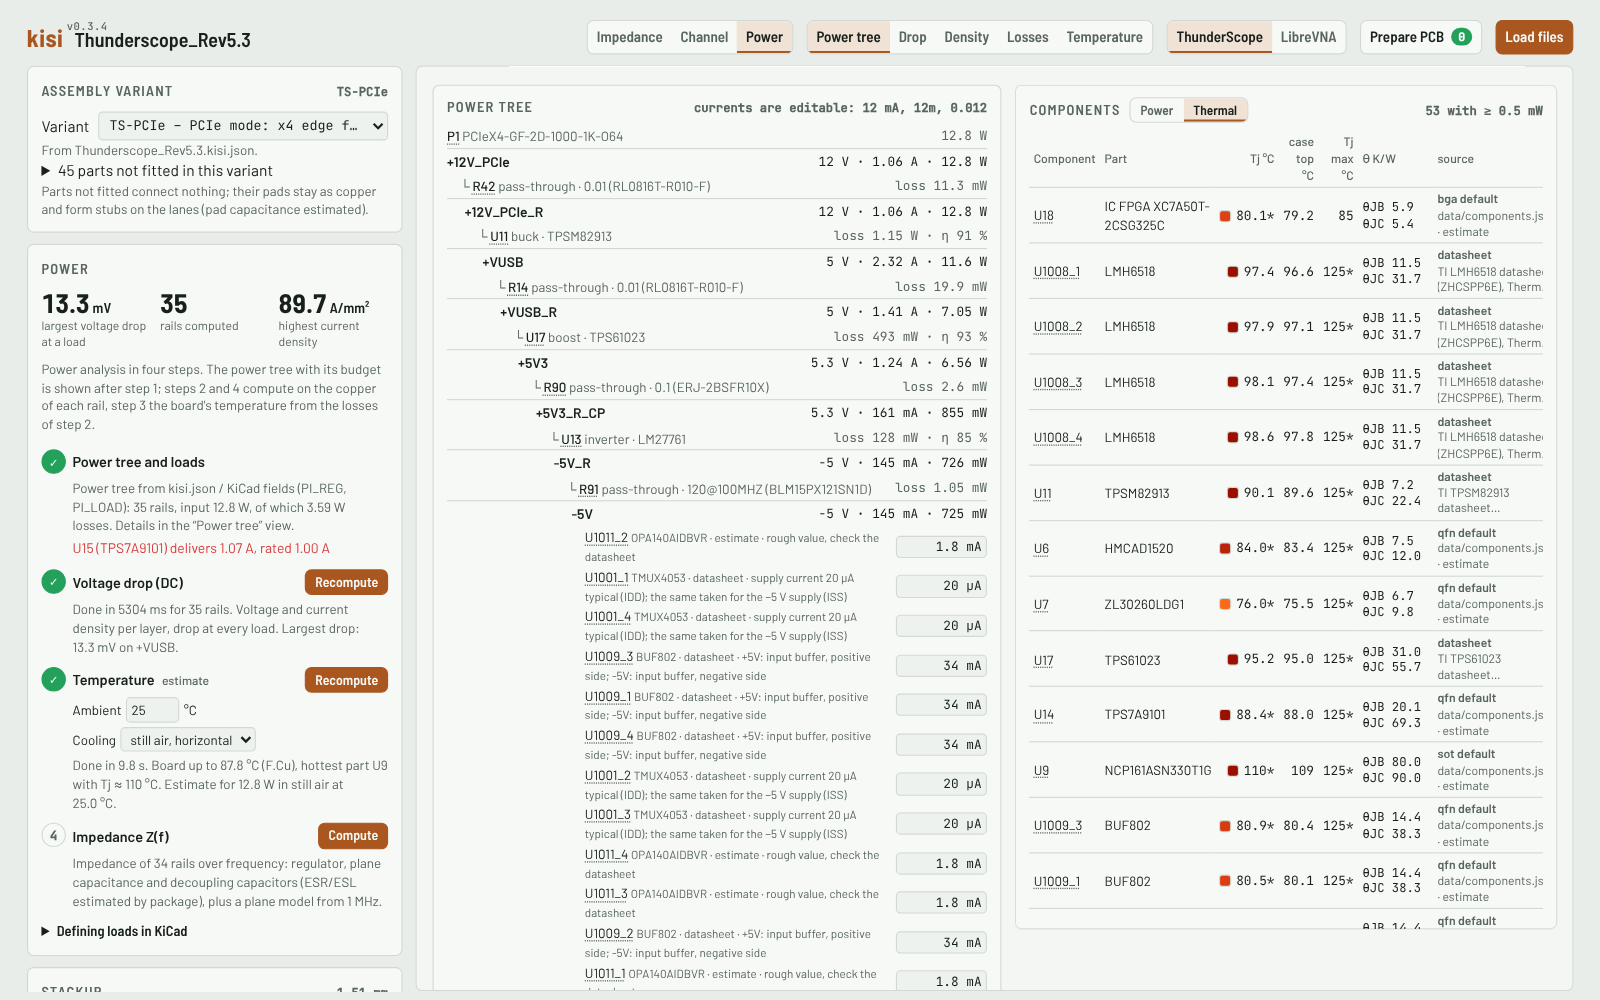 kisi v0.3.4 Thunderscope_Rev5.3
Impedance Channel Power
Power tree Drop Density Losses Temperature
ThunderScope LibreVNA
Prepare PCB 0
Load files
ASSEMBLY VARIANT TS-PCIe
Variant TS-PCIe – PCIe mode: x4 edge f…
From Thunderscope_Rev5.3.kisi.json.
45 parts not fitted in this variant
Parts not fitted connect nothing; their pads stay as copper
and form stubs on the lanes (pad capacitance estimated).
POWER
13.3 mV 35 89.7 A/mm²
largest voltage drop rails computed highest current
at a load density
Power analysis in four steps. The power tree with its budget
is shown after step 1; steps 2 and 4 compute on the copper
of each rail, step 3 the board's temperature from the losses
of step 2.
✓ Power tree and loads
Power tree from kisi.json / KiCad fields (PI_REG,
PI_LOAD): 35 rails, input 12.8 W, of which 3.59 W
losses. Details in the “Power tree” view.
U15 (TPS7A9101) delivers 1.07 A, rated 1.00 A
✓ Voltage drop (DC) Recompute
Done in 5304 ms for 35 rails. Voltage and current
density per layer, drop at every load. Largest drop:
13.3 mV on +VUSB.
✓ Temperature estimate Recompute
Ambient 25 °C
Cooling still air, horizontal
Done in 9.8 s. Board up to 87.8 °C (F.Cu), hottest part U9
with Tj ≈ 110 °C. Estimate for 12.8 W in still air at
25.0 °C.
4 Impedance Z(f) Compute
Impedance of 34 rails over frequency: regulator, plane
capacitance and decoupling capacitors (ESR/ESL
estimated by package), plus a plane model from 1 MHz.
Defining loads in KiCad
STACKUP 1.51 mm
POWER TREE currents are editable: 12 mA, 12m, 0.012
P1 PCIeX4-GF-2D-1000-1K-O64 12.8 W
+12V_PCIe 12 V · 1.06 A · 12.8 W
└ R42 pass-through · 0.01 (RL0816T-R010-F) loss 11.3 mW
+12V_PCIe_R 12 V · 1.06 A · 12.8 W
└ U11 buck · TPSM82913 loss 1.15 W · η 91 %
+VUSB 5 V · 2.32 A · 11.6 W
└ R14 pass-through · 0.01 (RL0816T-R010-F) loss 19.9 mW
+VUSB_R 5 V · 1.41 A · 7.05 W
└ U17 boost · TPS61023 loss 493 mW · η 93 %
+5V3 5.3 V · 1.24 A · 6.56 W
└ R90 pass-through · 0.1 (ERJ-2BSFR10X) loss 2.6 mW
+5V3_R_CP 5.3 V · 161 mA · 855 mW
└ U13 inverter · LM27761 loss 128 mW · η 85 %
-5V_R -5 V · 145 mA · 726 mW
└ R91 pass-through · 120@100MHZ (BLM15PX121SN1D) loss 1.05 mW
-5V -5 V · 145 mA · 725 mW
U1011_2 OPA140AIDBVR · estimate · rough value, check the 1.8 mA
datasheet
U1001_1 TMUX4053 · datasheet · supply current 20 µA 20 µA
typical (IDD); the same taken for the −5 V supply (ISS)
U1001_4 TMUX4053 · datasheet · supply current 20 µA 20 µA
typical (IDD); the same taken for the −5 V supply (ISS)
U1009_3 BUF802 · datasheet · +5V: input buffer, positive 34 mA
side; -5V: input buffer, negative side
U1009_1 BUF802 · datasheet · +5V: input buffer, positive 34 mA
side; -5V: input buffer, negative side
U1009_4 BUF802 · datasheet · +5V: input buffer, positive 34 mA
side; -5V: input buffer, negative side
U1001_2 TMUX4053 · datasheet · supply current 20 µA 20 µA
typical (IDD); the same taken for the −5 V supply (ISS)
U1001_3 TMUX4053 · datasheet · supply current 20 µA 20 µA
typical (IDD); the same taken for the −5 V supply (ISS)
U1011_4 OPA140AIDBVR · estimate · rough value, check the 1.8 mA
datasheet
U1011_3 OPA140AIDBVR · estimate · rough value, check the 1.8 mA
datasheet
U1009_2 BUF802 · datasheet · +5V: input buffer, positive 34 mA
side; -5V: input buffer, negative side
U1011_1 OPA140AIDBVR · estimate · rough value, check the 1.8 mA
COMPONENTS Power Thermal 53 with ≥ 0.5 mW
Component Part Tj °C case top °C Tj max °C θ K/W source
U18 IC FPGA XC7A50T-2CSG325C 80.1* 79.2 85 θJB 5.9 θJC 5.4 bga default data/components.js · estimate
U1008_1 LMH6518 97.4 96.6 125* θJB 11.5 θJC 31.7 datasheet TI LMH6518 datashe (ZHCSPP6E), Therm.
U1008_2 LMH6518 97.9 97.1 125* θJB 11.5 θJC 31.7 datasheet TI LMH6518 datashe (ZHCSPP6E), Therm.
U1008_3 LMH6518 98.1 97.4 125* θJB 11.5 θJC 31.7 datasheet TI LMH6518 datashe (ZHCSPP6E), Therm.
U1008_4 LMH6518 98.6 97.8 125* θJB 11.5 θJC 31.7 datasheet TI LMH6518 datashe (ZHCSPP6E), Therm.
U11 TPSM82913 90.1 89.6 125* θJB 7.2 θJC 22.4 datasheet TI TPSM82913 datasheet…
U6 HMCAD1520 84.0* 83.4 125* θJB 7.5 θJC 12.0 qfn default data/components.js · estimate
U7 ZL30260LDG1 76.0* 75.5 125* θJB 6.7 θJC 9.8 qfn default data/components.js · estimate
U17 TPS61023 95.2 95.0 125* θJB 31.0 θJC 55.7 datasheet TI TPS61023 datasheet…
U14 TPS7A9101 88.4* 88.0 125* θJB 20.1 θJC 69.3 qfn default data/components.js · estimate
U9 NCP161ASN330T1G 110* 109 125* θJB 80.0 θJC 90.0 sot default data/components.js · estimate
U1009_3 BUF802 80.9* 80.4 125* θJB 14.4 θJC 38.3 qfn default data/components.js · estimate
U1009_1 BUF802 80.5* 80.1 125* θJB 14.4 θJC 38.3 qfn default data/components.js · estimate
θJB 14.4 qfn default